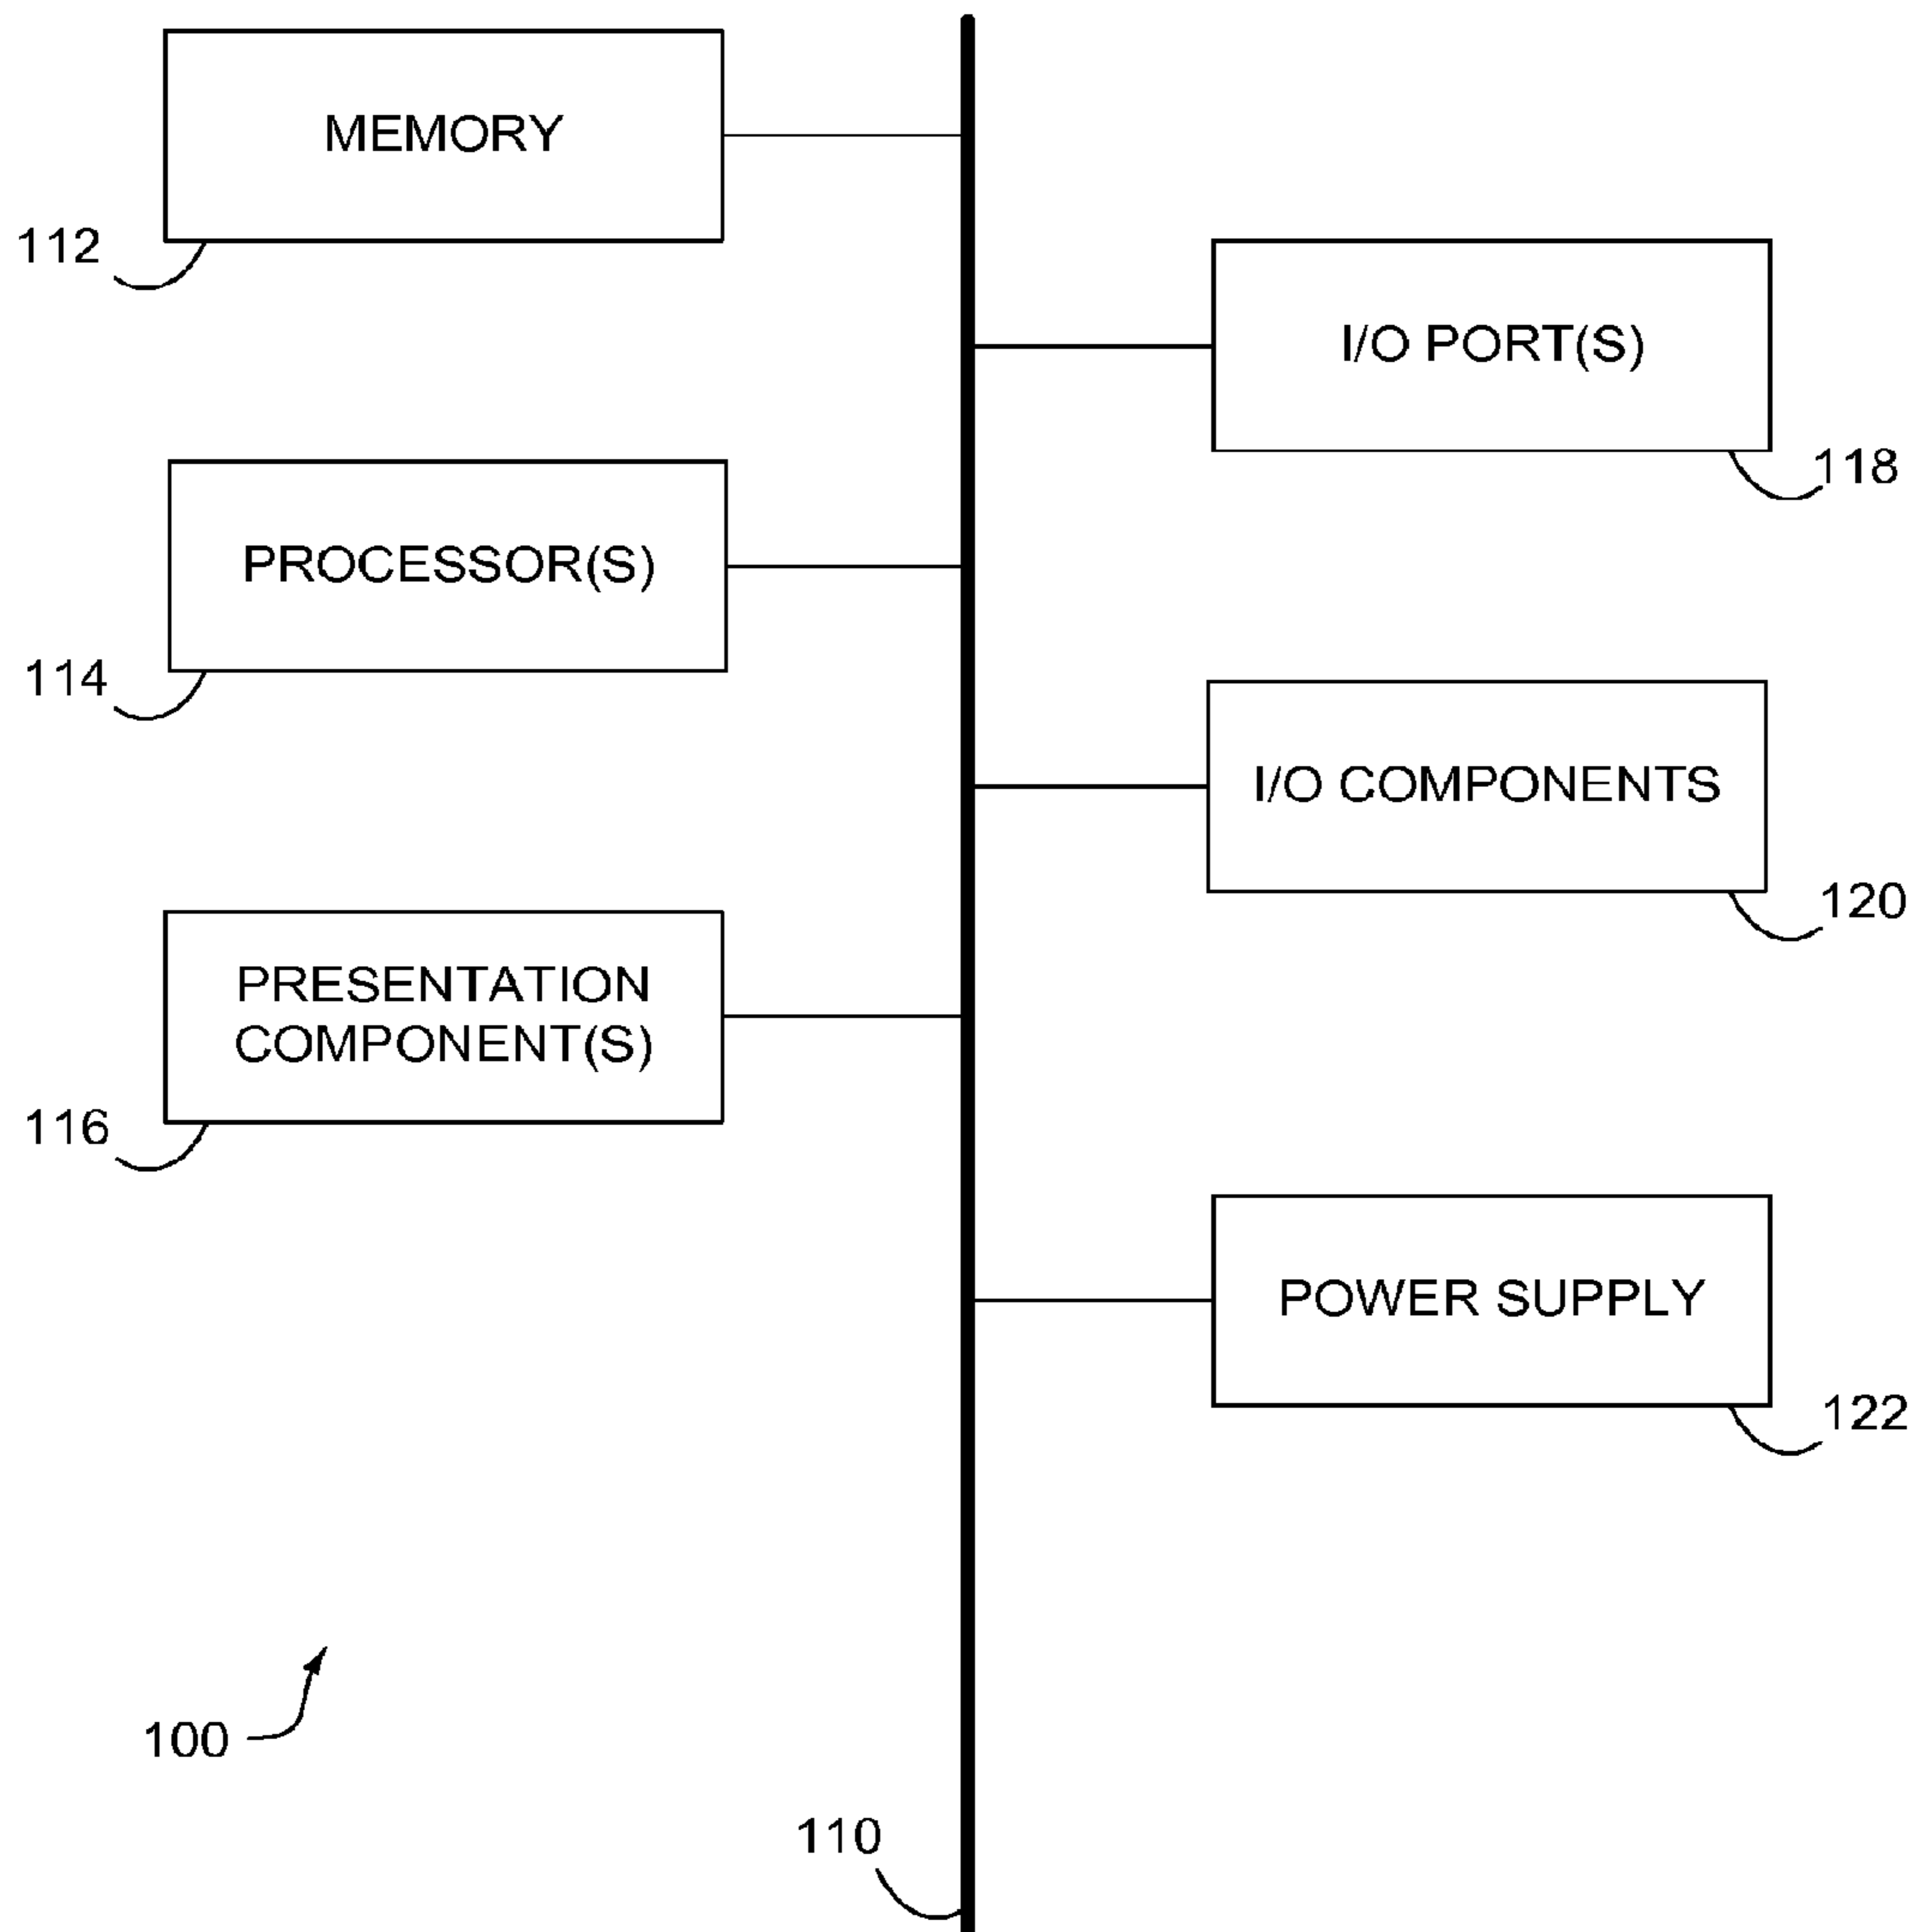 MEMORY
112
I/O PORT(S)
118
PROCESSOR(S)
114
I/O COMPONENTS
120
PRESENTATION
COMPONENT(S)
116
POWER SUPPLY
122
100
110